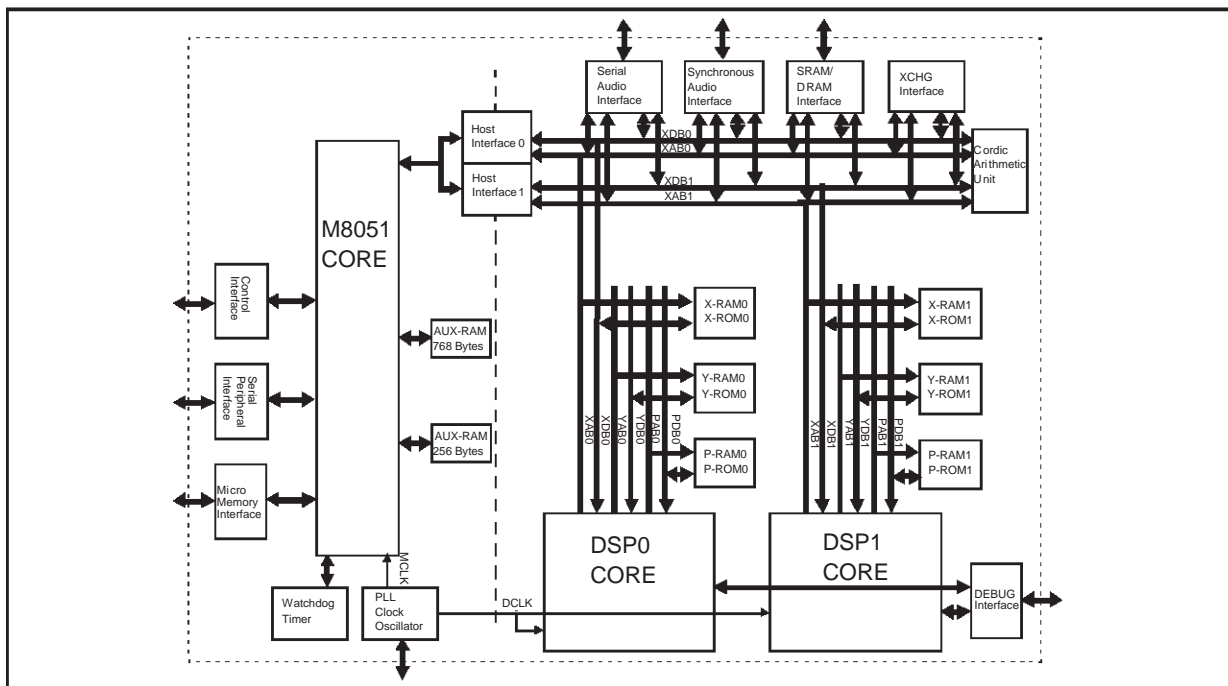 Serial
Audio
Interface
Synchronous
Audio
Interface
SRAM/
DRAM
Interface
XCHG
Interface
Host
Interface 0
Host
Interface 1
XDB0
XAB0
XDB1
XAB1
Cordic
Arithmetic
Unit
M8051
CORE
Control
Interface
Serial
Peripheral
Interface
Micro
Memory
Interface
AUX-RAM
768 Bytes
AUX-RAM
256 Bytes
X-RAM0
X-ROM0
Y-RAM0
Y-ROM0
P-RAM0
P-ROM0
XAB0
XDB0
YAB0
YDB0
PAB0
PDB0
X-RAM1
X-ROM1
Y-RAM1
Y-ROM1
P-RAM1
P-ROM1
XAB1
XDB1
YAB1
YDB1
PAB1
PDB1
DSP0
CORE
DSP1
CORE
MCLK
Watchdog
Timer
PLL
Clock
Oscillator
DCLK
DEBUG
Interface